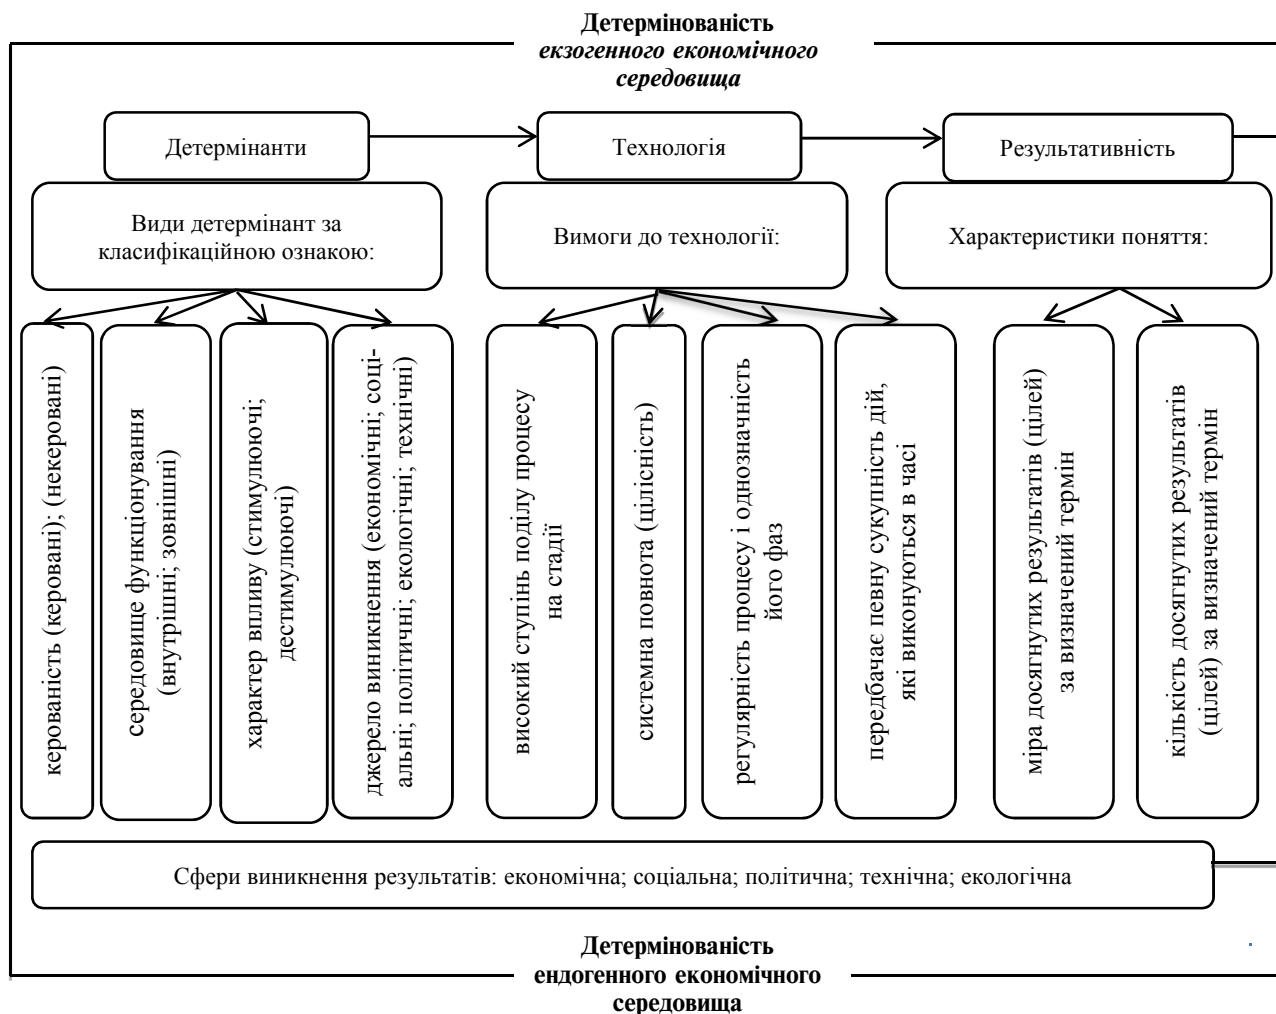 Детермінованість
екзогенного економічного
середовища
Детермінанти
Технологія
Результативність
Види детермінант за
класифікаційною ознакою:
Вимоги до технології:
Характеристики поняття:
керованість (керовані); (некеровані)
середовище функціонування
(внутрішні; зовнішні)
характер впливу (стимулюючі;
дестимулюючі)
джерело виникнення (економічні; соці-
альні; політичні; екологічні; технічні)
високий ступінь поділу процесу
на стадії
системна повнота (цілісність)
регулярність процесу і однозначність
його фаз
передбачає певну сукупність дій,
які виконуються в часі
міра досягнутих результатів (цілей)
за визначений термін
кількість досягнутих результатів
(цілей) за визначений термін
Сфери виникнення результатів: економічна; соціальна; політична; технічна; екологічна
Детермінованість
ендогенного економічного
середовища